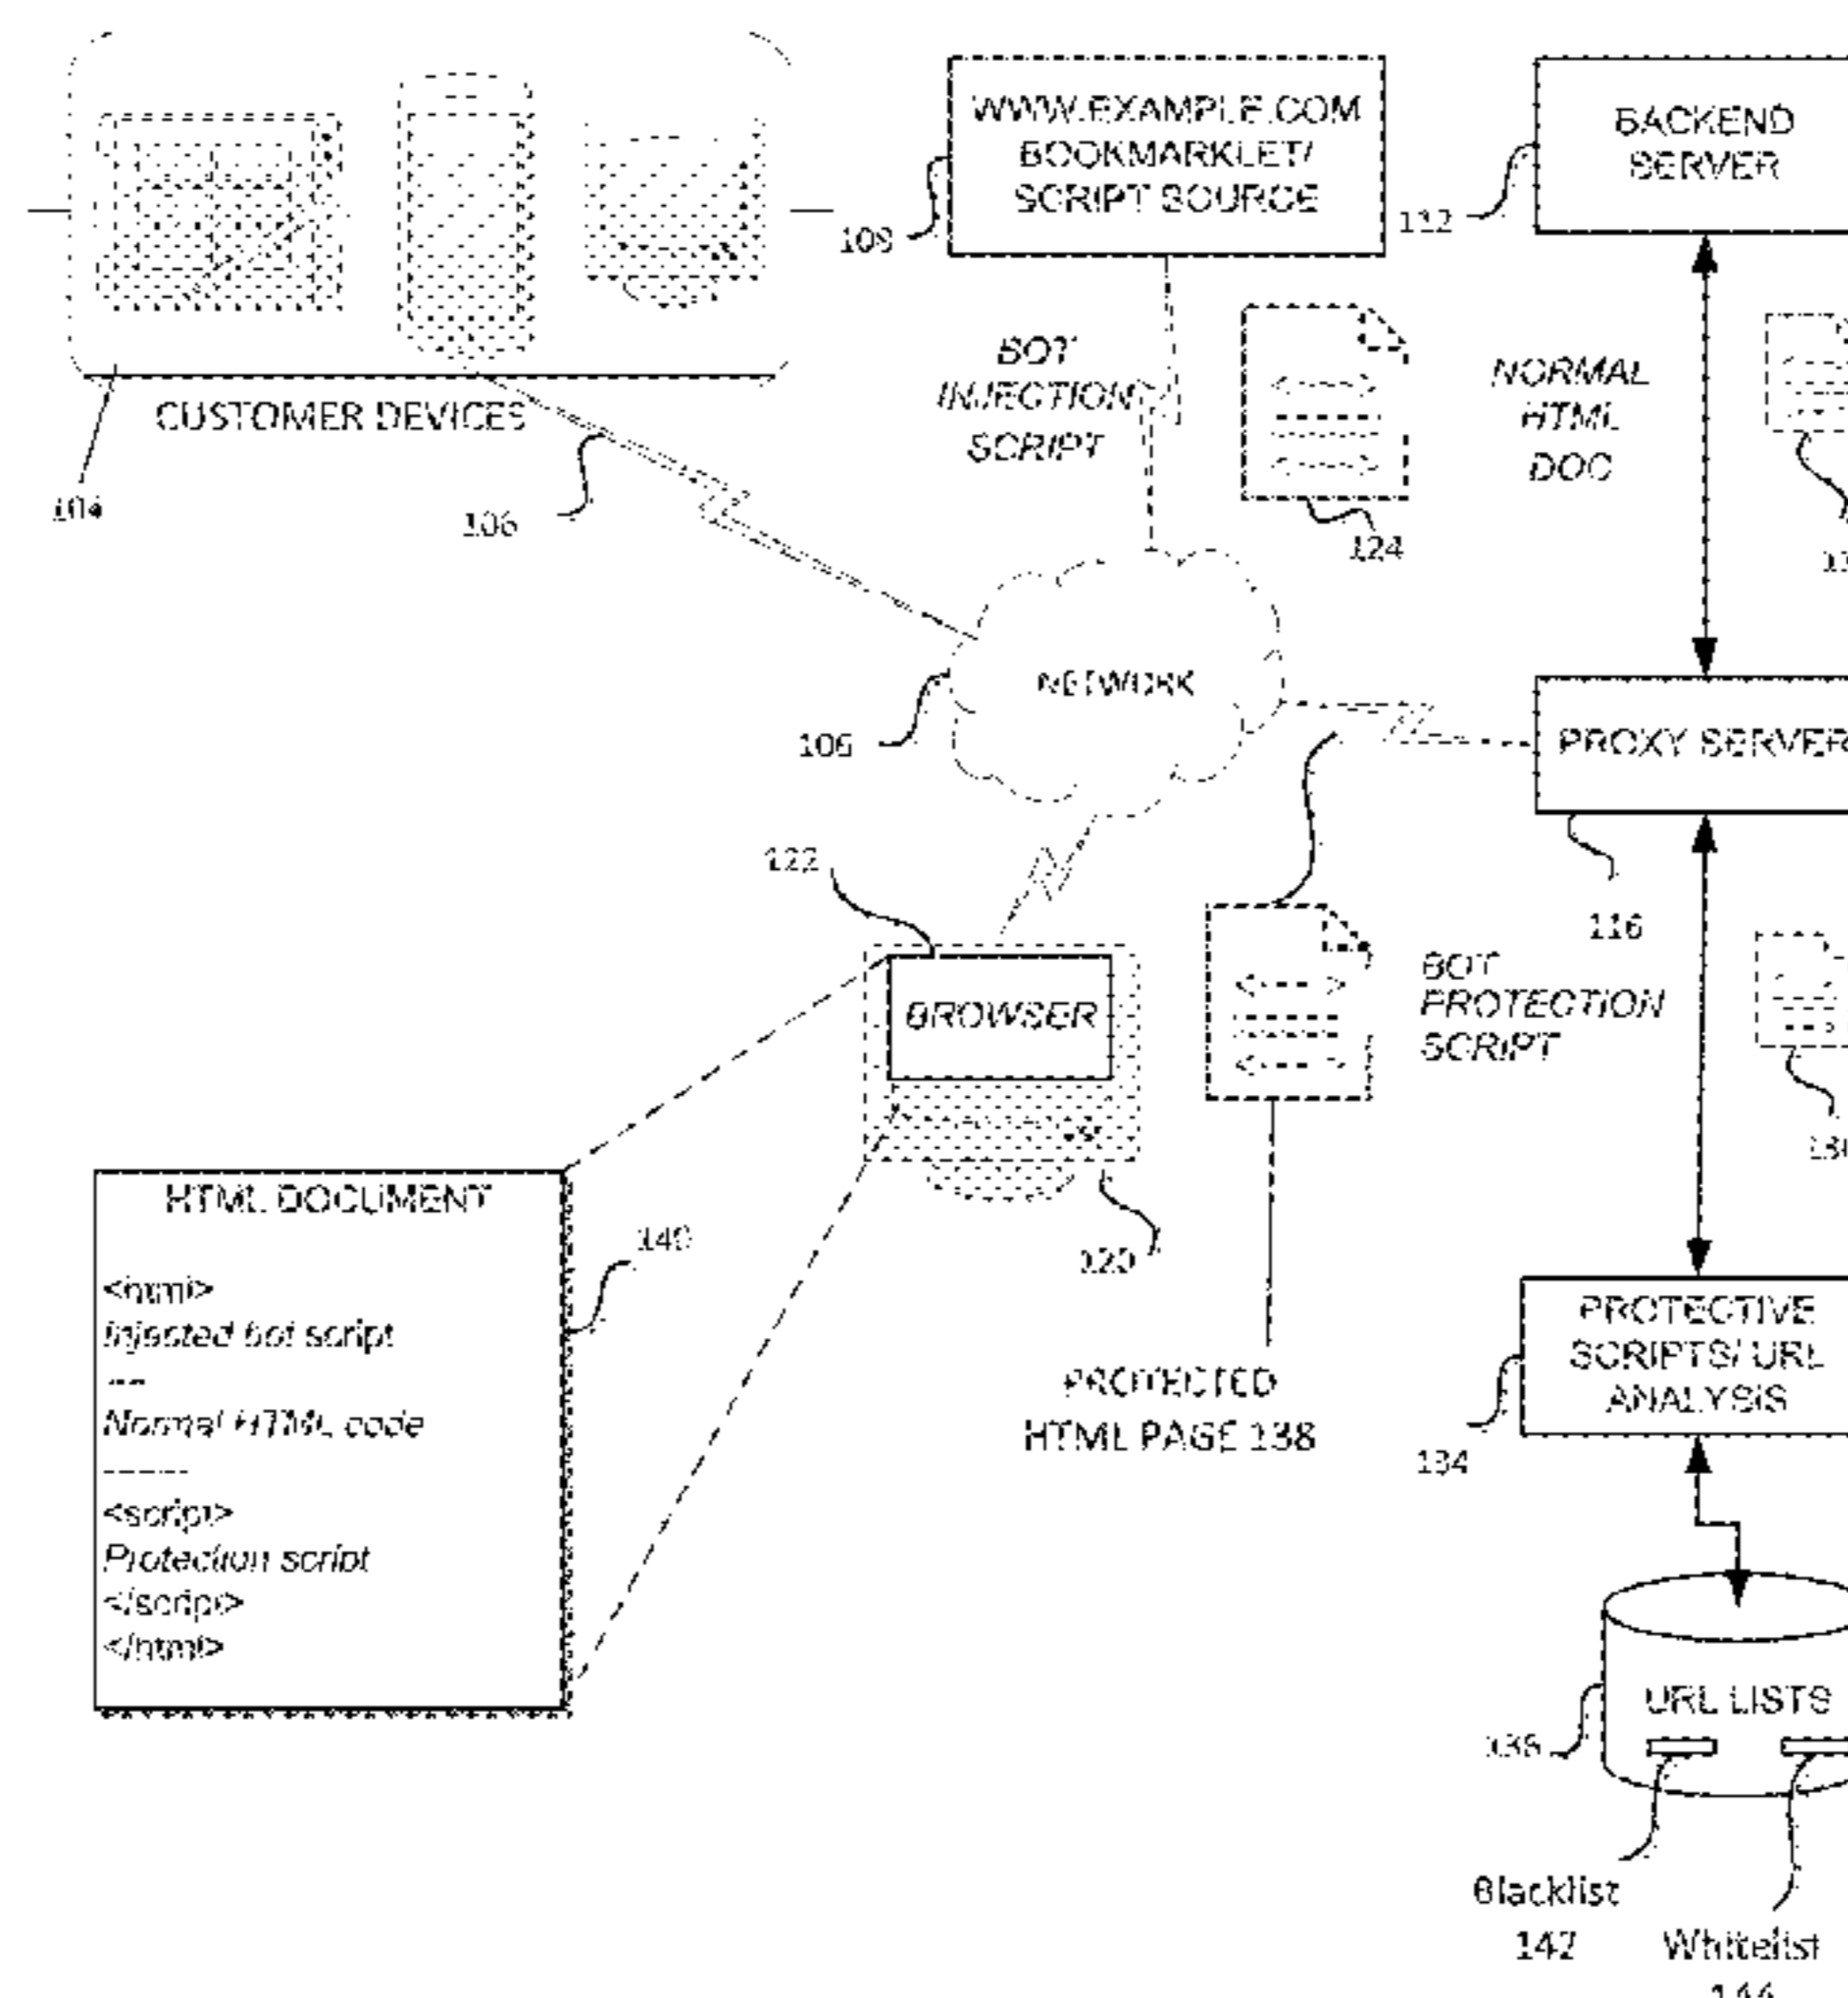 WWW.EXAMPLE.COM
BOOKMARKLET/
SCRIPT SOURCE
BACKEND
SERVER
112
BOT
INJECTION
SCRIPT
NORMAL
HTML
DOC
CUSTOMER DEVICES
104
106
124
NETWORK
PROXY SERVER
122
116
BROWSER
BOT
PROTECTION
SCRIPT
HTML DOCUMENT
140
120
<html>
Injected bot script
---
Normal HTML code
------
<script>
Protection script
</script>
</html>
PROTECTED
HTML PAGE 138
PROTECTIVE
SCRIPTS/ URL
ANALYSIS
134
URL LISTS
Blacklist
142
Whitelist